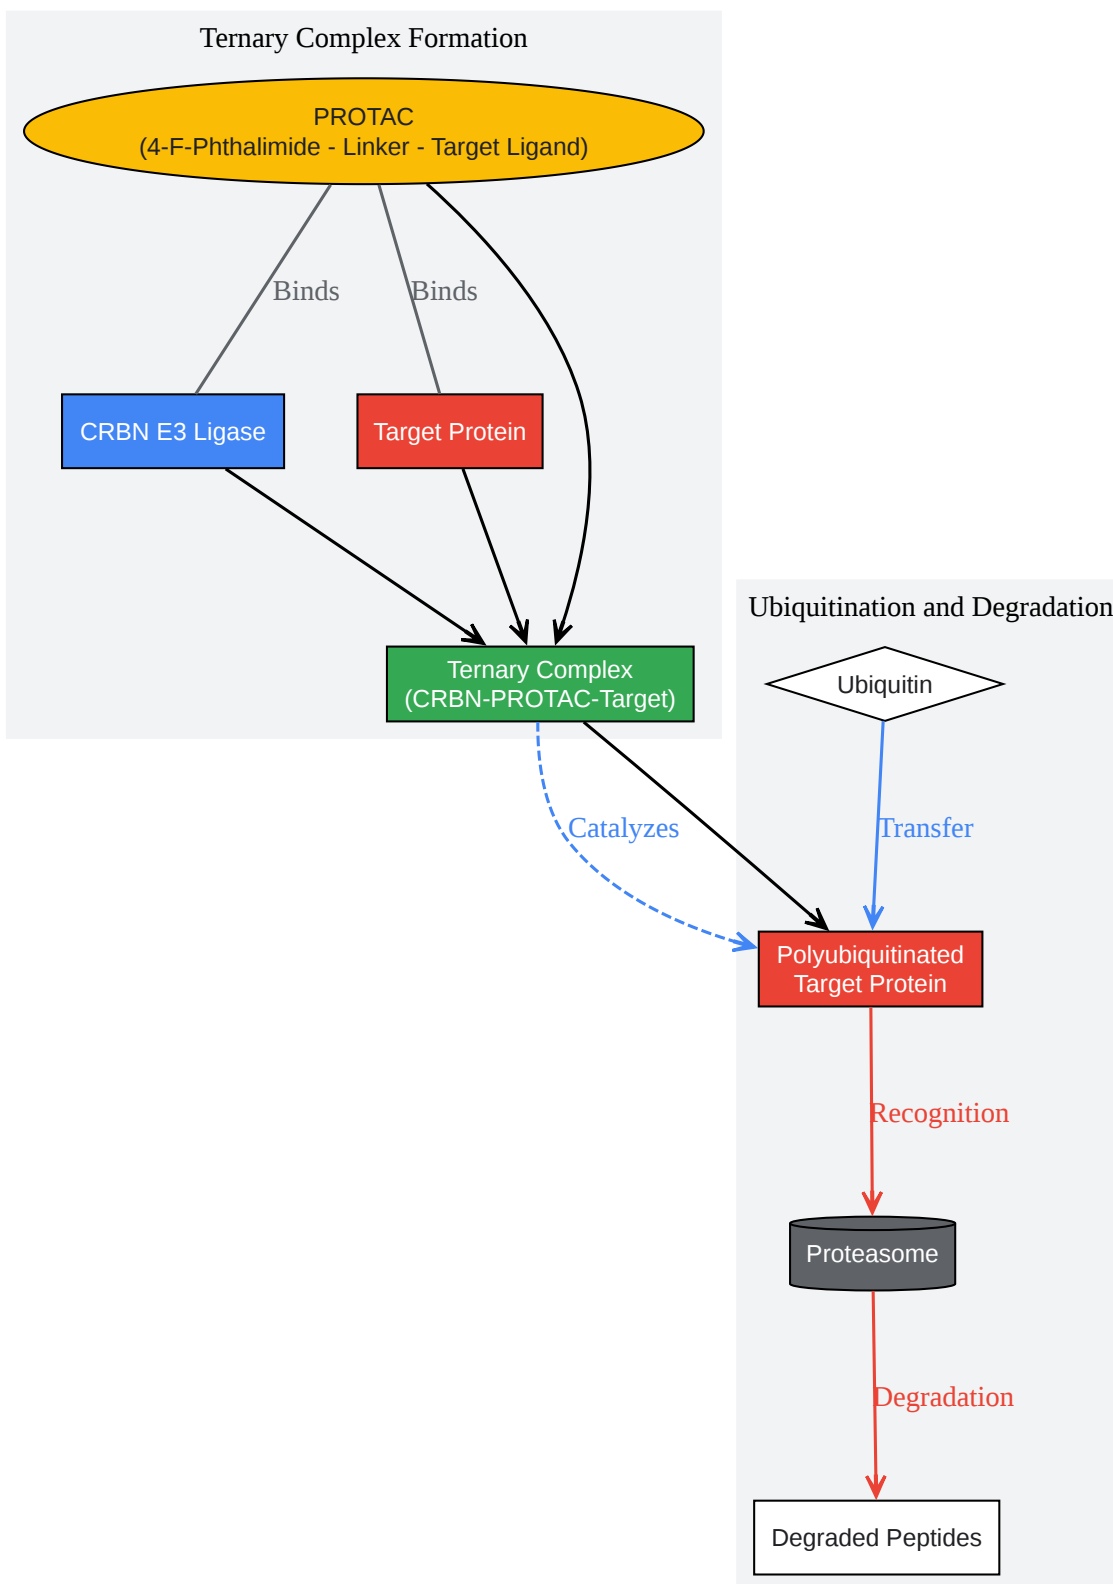 Ternary Complex Formation
PROTAC
(4-F-Phthalimide - Linker - Target Ligand)
Binds
Binds
CRBN E3 Ligase
Target Protein
Ternary Complex
(CRBN-PROTAC-Target)
Ubiquitination and Degradation
Ubiquitin
Catalyzes
Transfer
Polyubiquitinated
Target Protein
Recognition
Proteasome
Degradation
Degraded Peptides